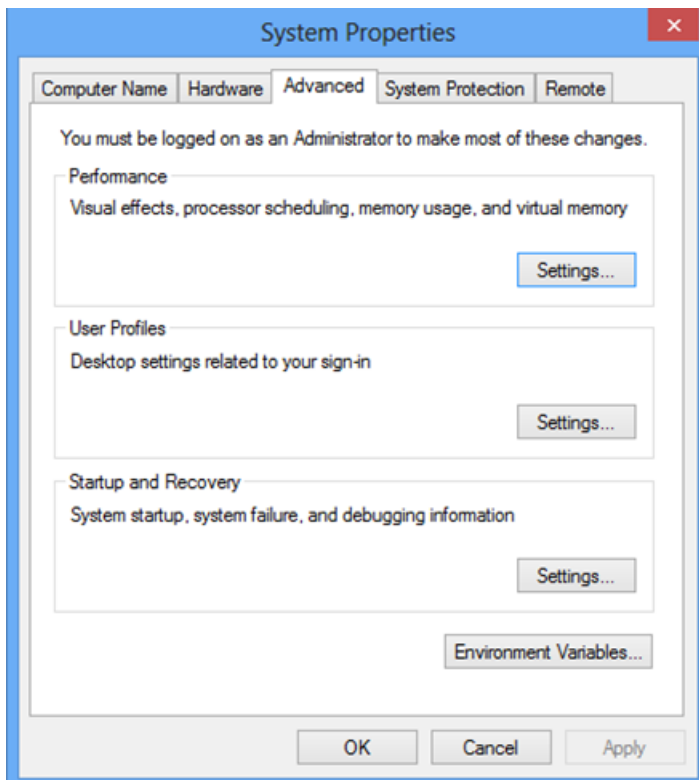 System Properties
Computer Name Hardware Advanced System Protection Remote
You must be logged on as an Administrator to make most of these changes.
Performance
Visual effects, processor scheduling, memory usage, and virtual memory
Settings...
User Profiles
Desktop settings related to your sign-in
Settings...
Startup and Recovery
System startup, system failure, and debugging information
Settings...
Environment Variables...
OK Cancel Apply